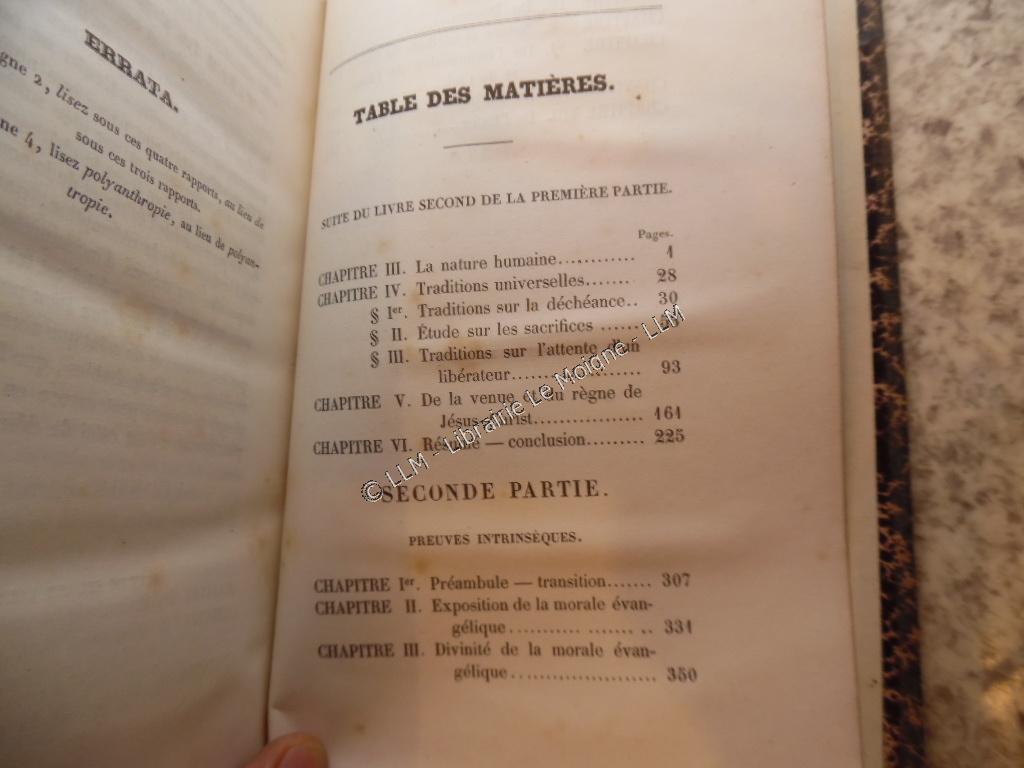 ERRATA.
gne 2, lisez sous ces quatre rapports, au lieu de
sous ces trois rapports.
ne 4, lisez polyanthropie, au lieu de polyan-
tropie.
TABLE DES MATIÈRES.
SUITE DU LIVRE SECOND DE LA PREMIÈRE PARTIE.
Pages.
CHAPITRE III. La nature humaine............ 1
CHAPITRE IV. Traditions universelles....... 28
§ Ier. Traditions sur la déchéance.. 30
§ II. Étude sur les sacrifices ......
§ III. Traditions sur l'attente d'un
libérateur.................. 93
CHAPITRE V. De la venue et du règne de
Jésus-Christ................. 161
CHAPITRE VI. Résumé — conclusion......... 225
© LLM - Librairie Le Moigne - LLM
SECONDE PARTIE.
PREUVES INTRINSÈQUES.
CHAPITRE Ier. Préambule — transition....... 307
CHAPITRE II. Exposition de la morale évan-
gélique........... ....... .. 331
CHAPITRE III. Divinité de la morale évan-
gélique...................... 350